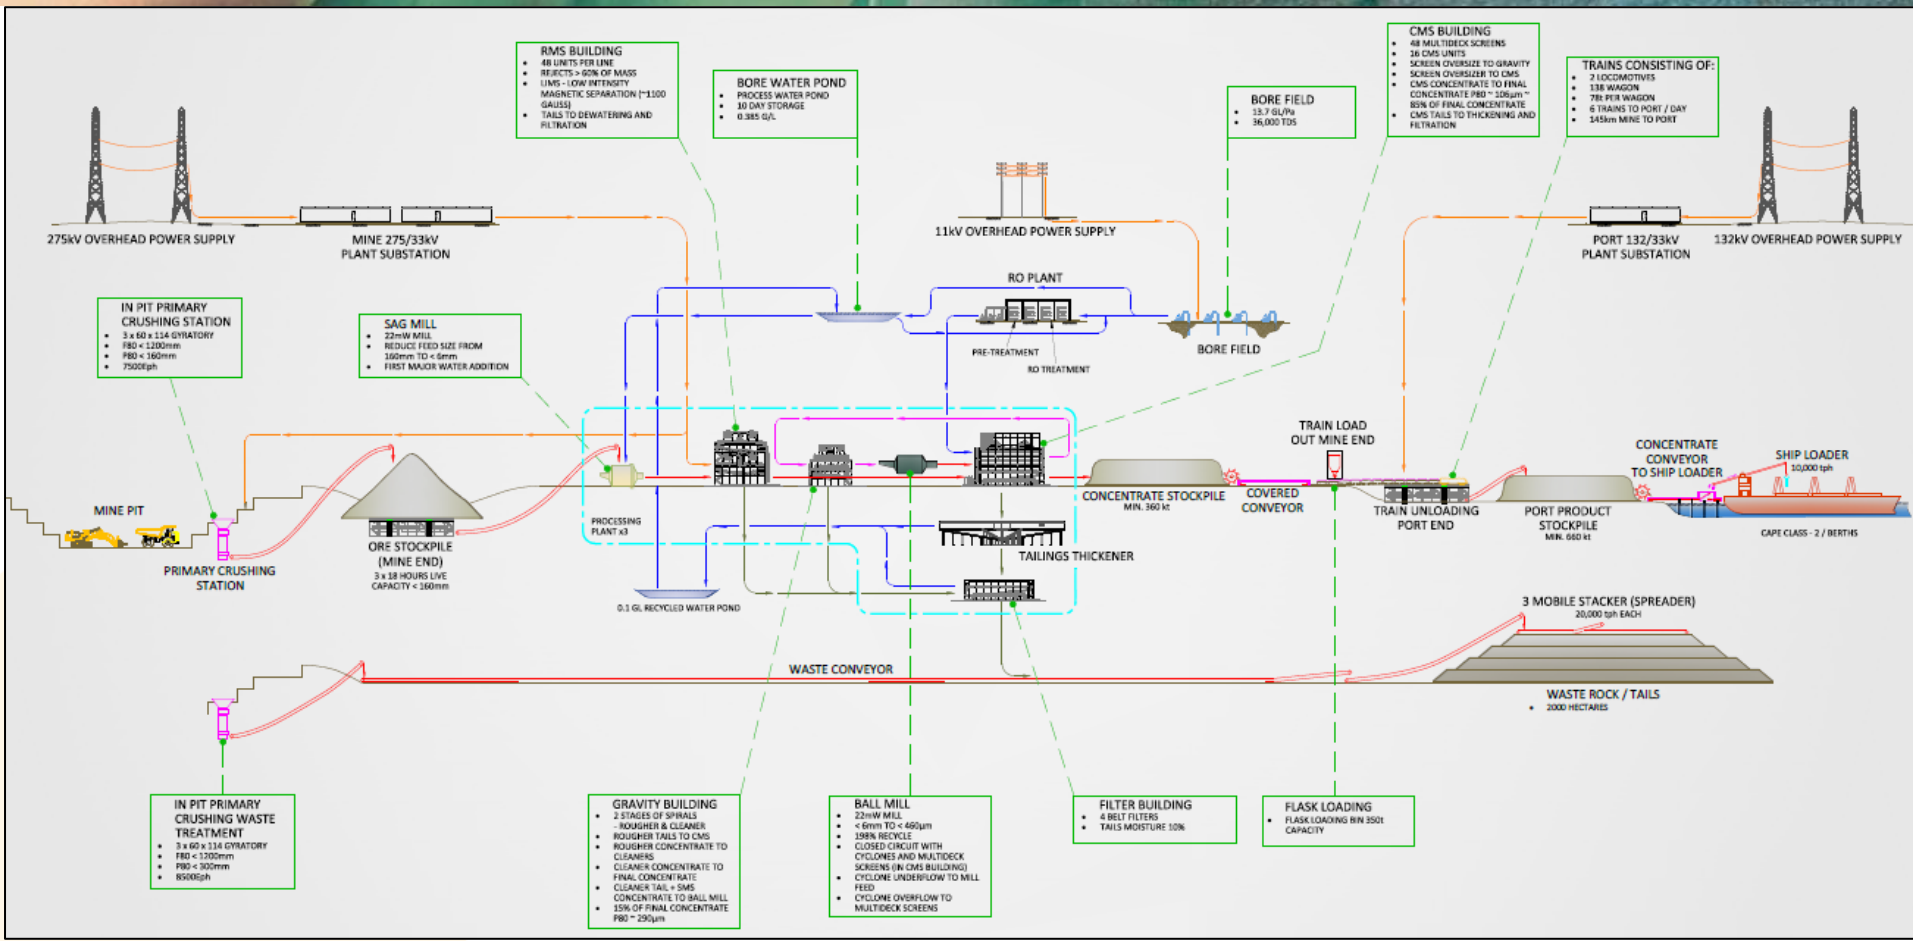 RMS BUILDING
• 48 UNITS PER LINE
• REJECTS > 60% OF MASS
• LIMS - LOW INTENSITY
MAGNETIC SEPARATION (~1100
GAUSS)
• TAILS TO DEWATERING AND
FILTRATION
BORE WATER POND
• PROCESS WATER POND
• 10 DAY STORAGE
• 0.385 G/L
BORE FIELD
• 13.7 GL/Pa
• 36,000 TDS
CMS BUILDING
• 48 MULTIDECK SCREENS
• 16 CMS UNITS
• SCREEN OVERSIZE TO GRAVITY
• SCREEN OVERSIZER TO CMS
• CMS CONCENTRATE TO FINAL
CONCENTRATE P80 ~ 106µm ~
85% OF FINAL CONCENTRATE
• CMS TAILS TO THICKENING AND
FILTRATION
TRAINS CONSISTING OF:
• 2 LOCOMOTIVES
• 138 WAGON
• 78t PER WAGON
• 6 TRAINS TO PORT / DAY
• 145km MINE TO PORT
275kV OVERHEAD POWER SUPPLY
MINE 275/33kV
PLANT SUBSTATION
11kV OVERHEAD POWER SUPPLY
PORT 132/33kV
PLANT SUBSTATION
132kV OVERHEAD POWER SUPPLY
IN PIT PRIMARY
CRUSHING STATION
• 3 x 60 x 114 GYRATORY
• F80 < 1200mm
• P80 < 160mm
• 7500Eph
SAG MILL
• 22mW MILL
• REDUCE FEED SIZE FROM
160mm TO < 6mm
• FIRST MAJOR WATER ADDITION
RO PLANT
PRE-TREATMENT
RO TREATMENT
BORE FIELD
MINE PIT
PRIMARY CRUSHING
STATION
ORE STOCKPILE
(MINE END)
3 x 18 HOURS LIVE
CAPACITY < 160mm
PROCESSING
PLANT x3
0.1 GL RECYCLED WATER POND
TAILINGS THICKENER
CONCENTRATE STOCKPILE
MIN. 360 kt
COVERED
CONVEYOR
TRAIN LOAD
OUT MINE END
TRAIN UNLOADING
PORT END
PORT PRODUCT
STOCKPILE
MIN. 660 kt
CONCENTRATE
CONVEYOR
TO SHIP LOADER
SHIP LOADER
10,000 tph
CAPE CLASS - 2 / BERTHS
3 MOBILE STACKER (SPREADER)
20,000 tph EACH
WASTE CONVEYOR
WASTE ROCK / TAILS
• 2000 HECTARES
IN PIT PRIMARY
CRUSHING WASTE
TREATMENT
• 3 x 60 x 114 GYRATORY
• F80 < 1200mm
• P80 < 300mm
• 8500Eph
GRAVITY BUILDING
• 2 STAGES OF SPIRALS
- ROUGHER & CLEANER
• ROUGHER TAILS TO CMS
• ROUGHER CONCENTRATE TO
CLEANERS
• CLEANER CONCENTRATE TO
FINAL CONCENTRATE
• CLEANER TAIL + SMS
CONCENTRATE TO BALL MILL
• 15% OF FINAL CONCENTRATE
P80 ~ 290µm
BALL MILL
• 22mW MILL
• < 6mm TO < 460µm
• 198% RECYCLE
• CLOSED CIRCUIT WITH
CYCLONES AND MULTIDECK
SCREENS (IN CMS BUILDING)
• CYCLONE UNDERFLOW TO MILL
FEED
• CYCLONE OVERFLOW TO
MULTIDECK SCREENS
FILTER BUILDING
• 4 BELT FILTERS
• TAILS MOISTURE 10%
FLASK LOADING
• FLASK LOADING BIN 350t
CAPACITY